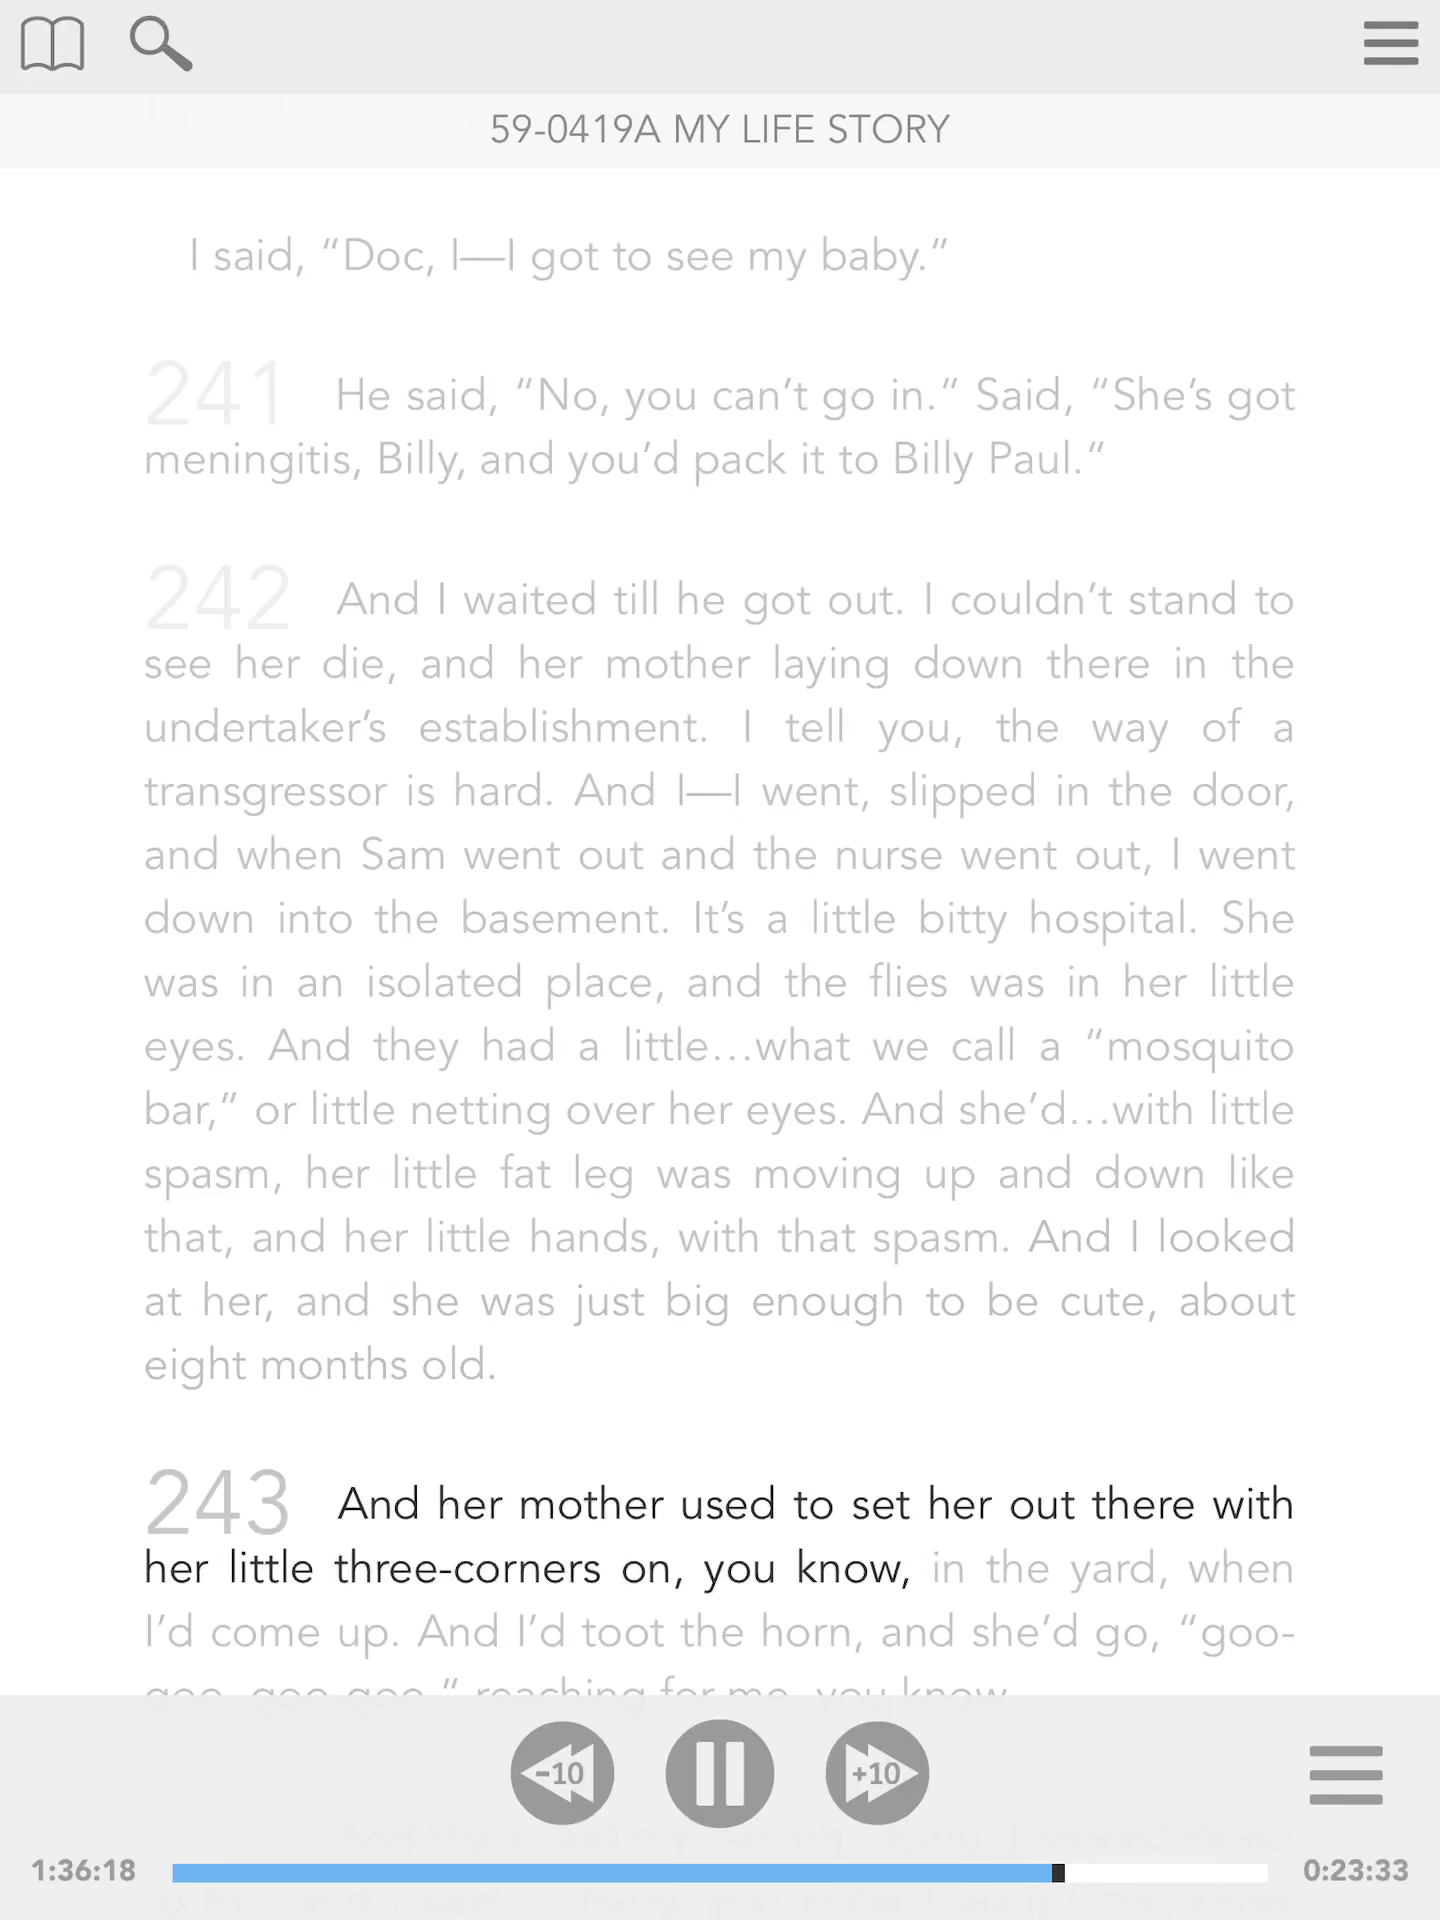 59-0419A MY LIFE STORY
I said, “Doc, I—I got to see my baby.”
241 He said, “No, you can’t go in.” Said, “She’s got
meningitis, Billy, and you’d pack it to Billy Paul.”
242 And I waited till he got out. I couldn’t stand to
see her die, and her mother laying down there in the
undertaker’s establishment. I tell you, the way of a
transgressor is hard. And I—I went, slipped in the door,
and when Sam went out and the nurse went out, I went
down into the basement. It’s a little bitty hospital. She
was in an isolated place, and the flies was in her little
eyes. And they had a little…what we call a “mosquito
bar,” or little netting over her eyes. And she’d…with little
spasm, her little fat leg was moving up and down like
that, and her little hands, with that spasm. And I looked
at her, and she was just big enough to be cute, about
eight months old.
243 And her mother used to set her out there with
her little three-corners on, you know, in the yard, when
I’d come up. And I’d toot the horn, and she’d go, “goo-
goo, goo-goo,” reaching for me, you know.
-10 +10
1:36:18 0:23:33